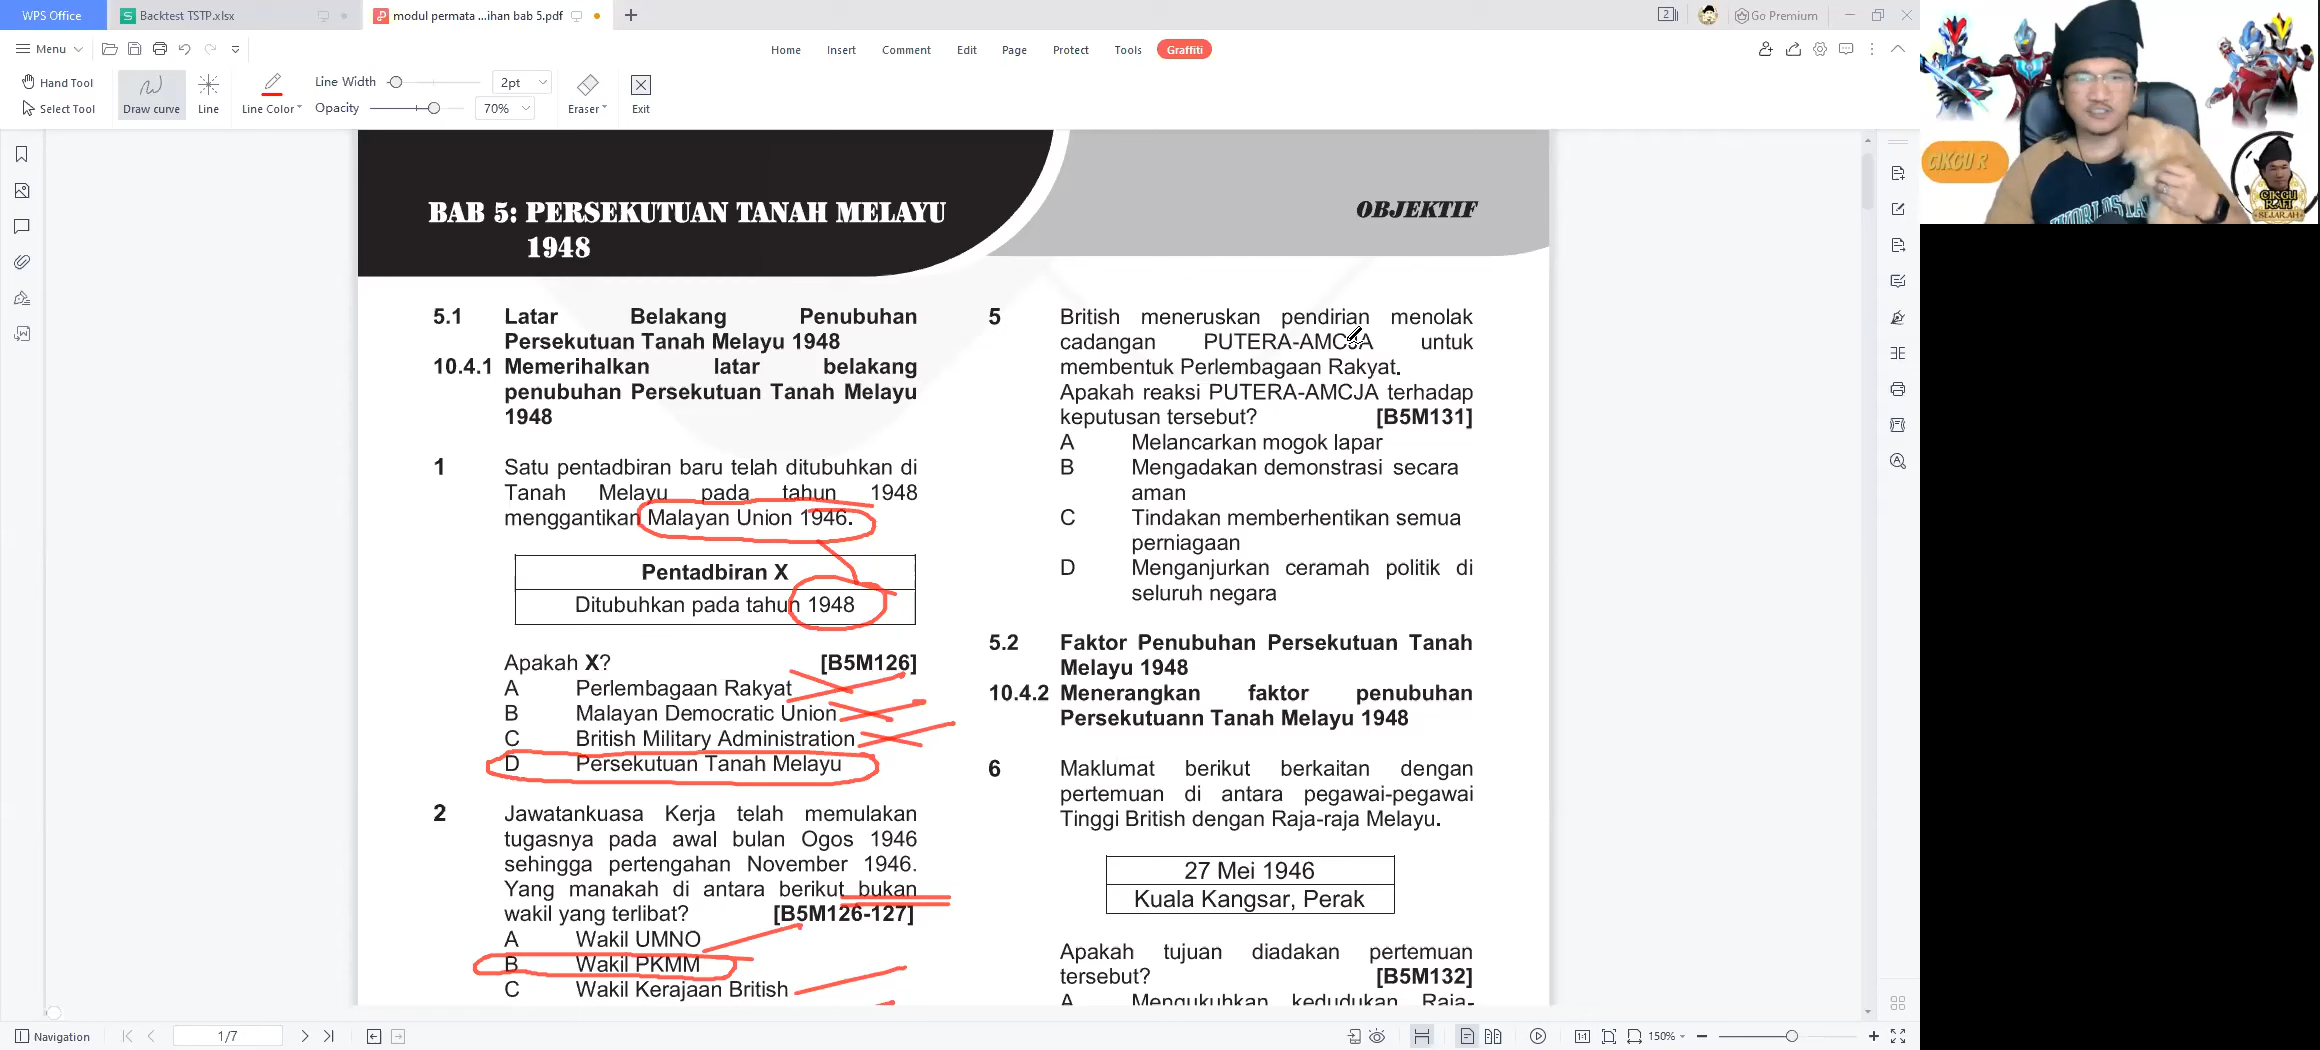 WPS Office
Backtest TSTP.xlsx
modul permata ...ihan bab 5.pdf
2
Go Premium
Menu
Home
Insert
Comment
Edit
Page
Protect
Tools
Graffiti
Hand Tool
Select Tool
Draw curve
Line
Line Color
Line Width
2pt
Opacity
70%
Eraser
Exit
CIKGU R
CIKGU
RAFI
SEJARAH
BAB 5: PERSEKUTUAN TANAH MELAYU
1948
OBJEKTIF
5.1 Latar Belakang Penubuhan
Persekutuan Tanah Melayu 1948
10.4.1 Memerihalkan latar belakang
penubuhan Persekutuan Tanah Melayu
1948
1 Satu pentadbiran baru telah ditubuhkan di
Tanah Melayu pada tahun 1948
menggantikan Malayan Union 1946.
Pentadbiran X
Ditubuhkan pada tahun 1948
Apakah X? [B5M126]
A Perlembagaan Rakyat
B Malayan Democratic Union
C British Military Administration
D Persekutuan Tanah Melayu
2 Jawatankuasa Kerja telah memulakan
tugasnya pada awal bulan Ogos 1946
sehingga pertengahan November 1946.
Yang manakah di antara berikut bukan
wakil yang terlibat? [B5M126-127]
A Wakil UMNO
B Wakil PKMM
C Wakil Kerajaan British
5 British meneruskan pendirian menolak
cadangan PUTERA-AMCJA untuk
membentuk Perlembagaan Rakyat.
Apakah reaksi PUTERA-AMCJA terhadap
keputusan tersebut? [B5M131]
A Melancarkan mogok lapar
B Mengadakan demonstrasi secara
aman
C Tindakan memberhentikan semua
perniagaan
D Menganjurkan ceramah politik di
seluruh negara
5.2 Faktor Penubuhan Persekutuan Tanah
Melayu 1948
10.4.2 Menerangkan faktor penubuhan
Persekutuann Tanah Melayu 1948
6 Maklumat berikut berkaitan dengan
pertemuan di antara pegawai-pegawai
Tinggi British dengan Raja-raja Melayu.
27 Mei 1946
Kuala Kangsar, Perak
Apakah tujuan diadakan pertemuan
tersebut? [B5M132]
A Mengukuhkan kedudukan Raja-
Navigation
1/7
150%